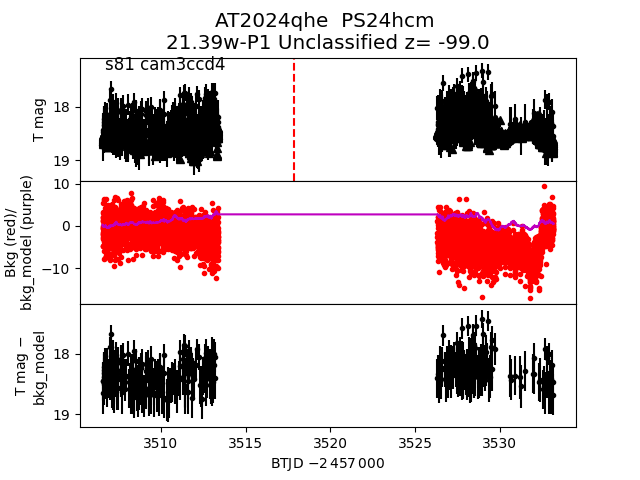 AT2024qhe  PS24hcm
21.39w-P1 Unclassified z= -99.0
s81 cam3ccd4
T mag
18
19
Bkg (red)/
bkg_model (purple)
10
0
−10
T mag −
bkg_model
18
19
3510
3515
3520
3525
3530
BTJD −2 457 000